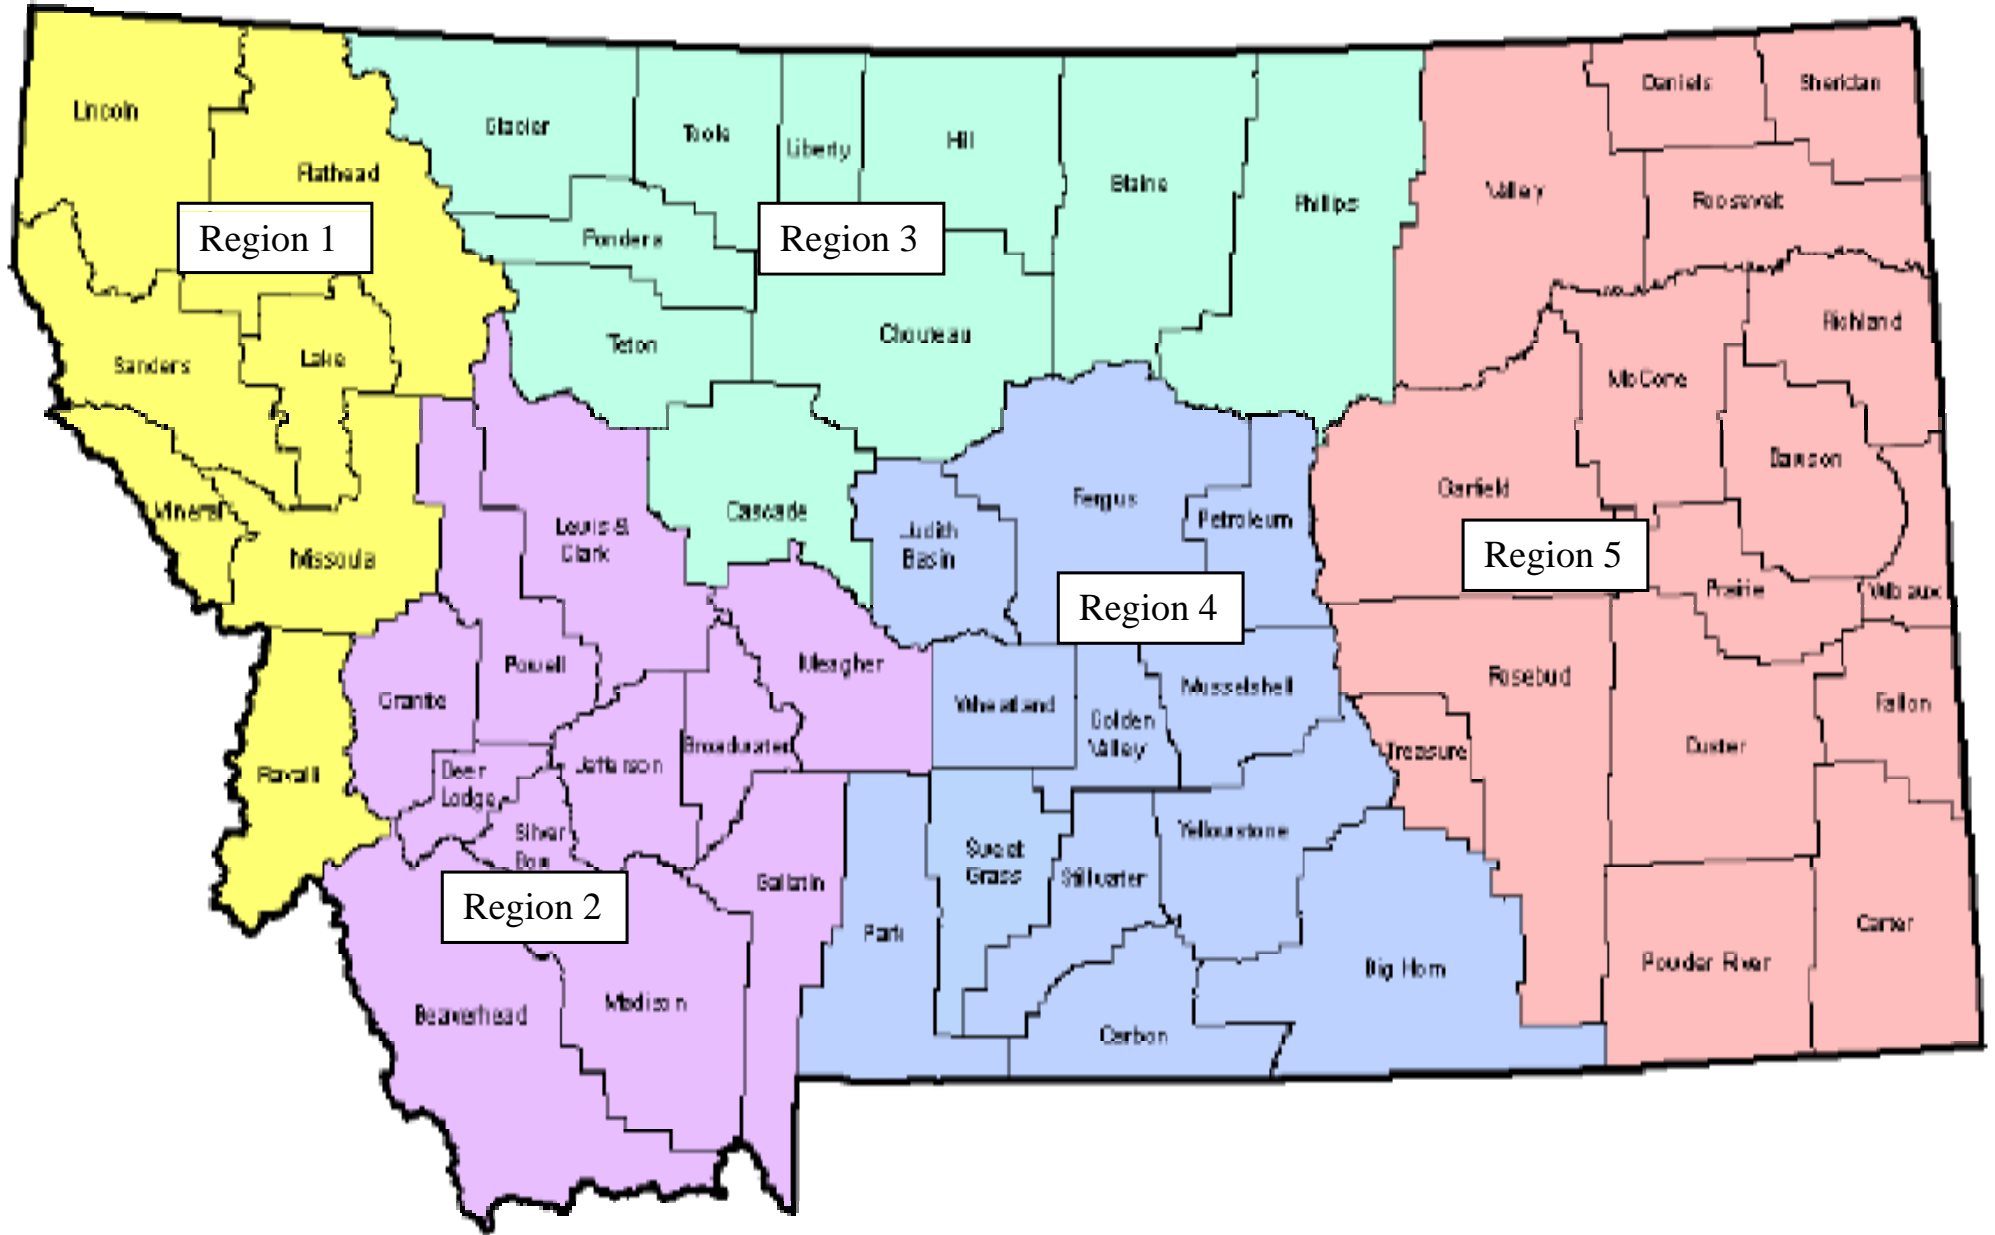 Lincoln
Flathead
Region 1
Sanders
Lake
Mineral
Missoula
Ravalli
Glacier
Toole
Liberty
Hill
Blaine
Phillips
Pondera
Region 3
Teton
Chouteau
Cascade
Lewis &
Clark
Powell
Granite
Meagher
Deer
Lodge
Jefferson
Broadwater
Silver
Bow
Region 2
Gallatin
Beaverhead
Madison
Judith
Basin
Fergus
Petroleum
Region 4
Wheatland
Golden
Valley
Musselshell
Sweet
Grass
Stillwater
Yellowstone
Park
Carbon
Big Horn
Valley
Daniels
Sheridan
Roosevelt
Richland
McCone
Garfield
Dawson
Region 5
Prairie
Wibaux
Rosebud
Treasure
Custer
Fallon
Powder River
Carter